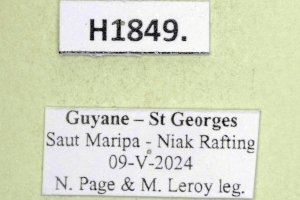 H1849.
Guyane – St Georges
Saut Maripa - Niak Rafting
09-V-2024
N. Page & M. Leroy leg.